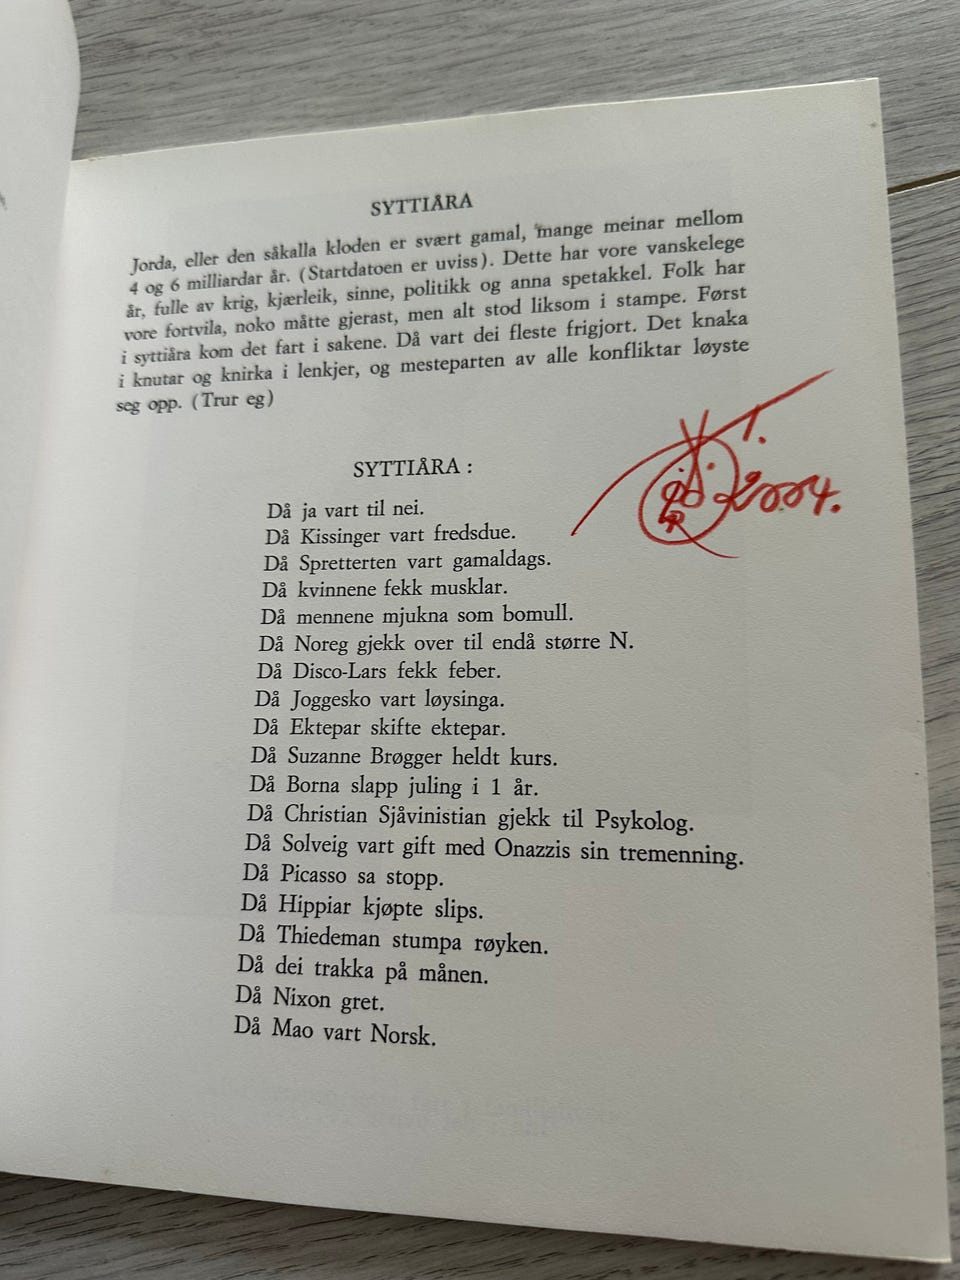 SYTTIÅRA
Jorda, eller den såkalla kloden er svært gamal, mange meinar mellom
4 og 6 milliardar år. (Startdatoen er uviss). Dette har vore vanskelege
år, fulle av krig, kjærleik, sinne, politikk og anna spetakkel. Folk har
vore fortvila, noko måtte gjerast, men alt stod liksom i stampe. Først
i syttiåra kom det fart i sakene. Då vart dei fleste frigjort. Det knaka
i knutar og knirka i lenkjer, og mesteparten av alle konfliktar løyste
seg opp. (Trur eg)
SYTTIÅRA :
Då ja vart til nei.
Då Kissinger vart fredsdue.
Då Spretterten vart gamaldags.
Då kvinnene fekk musklar.
Då mennene mjukna som bomull.
Då Noreg gjekk over til endå større N.
Då Disco-Lars fekk feber.
Då Joggesko vart løysinga.
Då Ektepar skifte ektepar.
Då Suzanne Brøgger heldt kurs.
Då Borna slapp juling i 1 år.
Då Christian Sjåvinistian gjekk til Psykolog.
Då Solveig vart gift med Onazzis sin tremenning.
Då Picasso sa stopp.
Då Hippiar kjøpte slips.
Då Thiedeman stumpa røyken.
Då dei trakka på månen.
Då Nixon gret.
Då Mao vart Norsk.
2004.